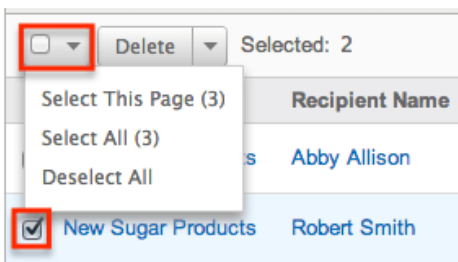 Delete Selected: 2
Select This Page (3)
Select All (3)
Deselect All
Recipient Name
s Abby Allison
New Sugar Products Robert Smith